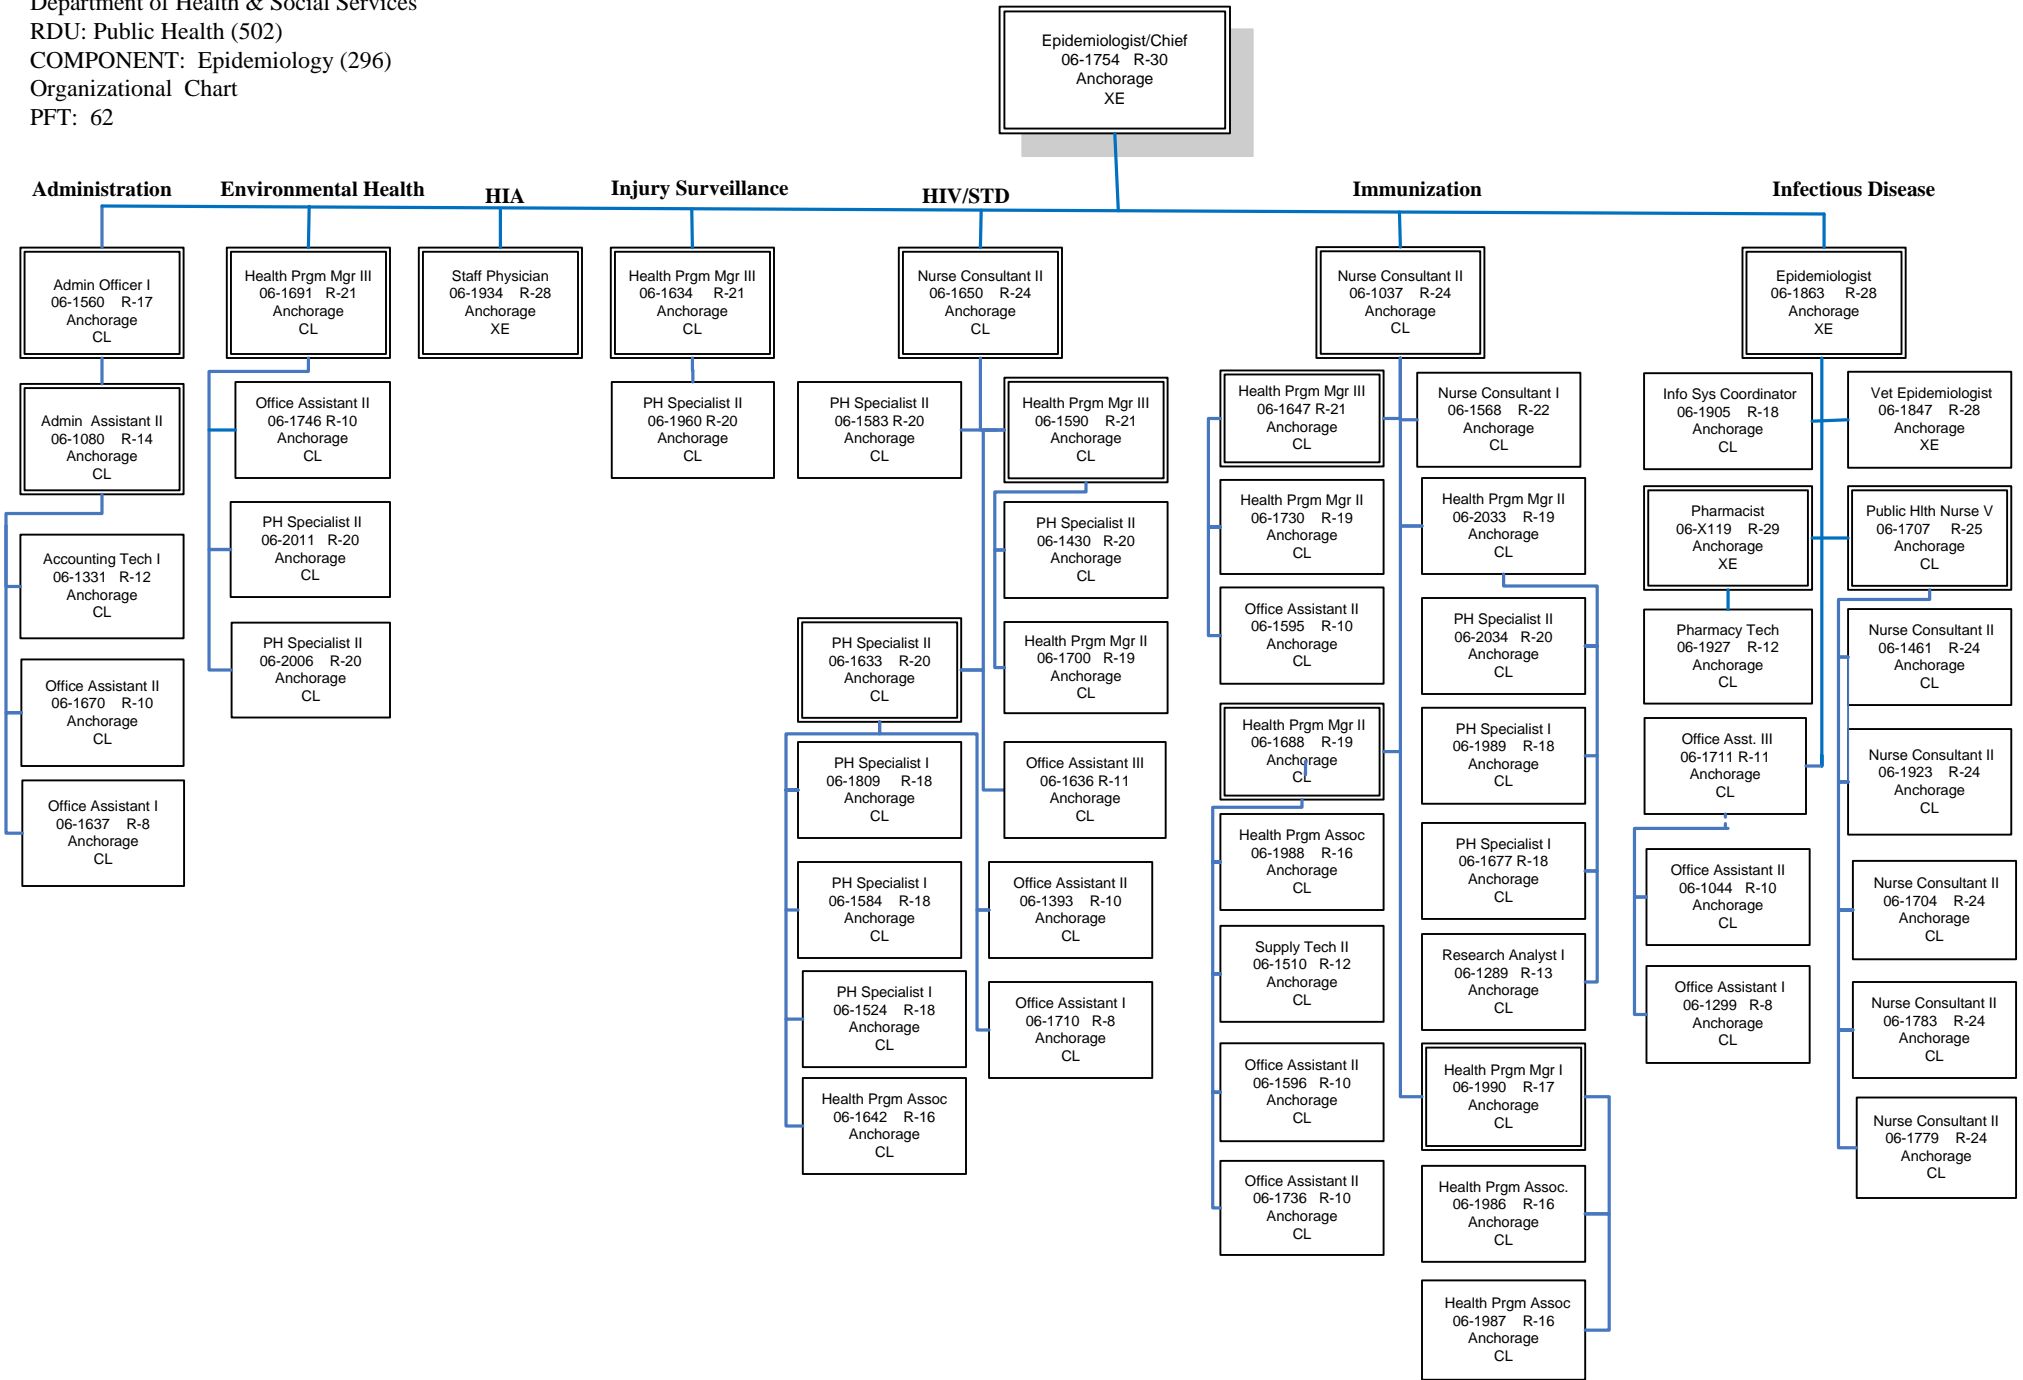 Department of Health & Social Services
RDU: Public Health (502)
COMPONENT: Epidemiology (296)
Organizational Chart
PFT: 62
Epidemiologist/Chief
06-1754 R-30
Anchorage
XE
Administration
Environmental Health
HIA
Injury Surveillance
HIV/STD
Immunization
Infectious Disease
Admin Officer I
06-1560 R-17
Anchorage
CL
Health Prgm Mgr III
06-1691 R-21
Anchorage
CL
Staff Physician
06-1934 R-28
Anchorage
XE
Health Prgm Mgr III
06-1634 R-21
Anchorage
CL
Nurse Consultant II
06-1650 R-24
Anchorage
CL
Nurse Consultant II
06-1037 R-24
Anchorage
CL
Epidemiologist
06-1863 R-28
Anchorage
XE
Admin Assistant II
06-1080 R-14
Anchorage
CL
Accounting Tech I
06-1331 R-12
Anchorage
CL
Office Assistant II
06-1670 R-10
Anchorage
CL
Office Assistant I
06-1637 R-8
Anchorage
CL
Office Assistant II
06-1746 R-10
Anchorage
CL
PH Specialist II
06-2011 R-20
Anchorage
CL
PH Specialist II
06-2006 R-20
Anchorage
CL
PH Specialist II
06-1960 R-20
Anchorage
CL
PH Specialist II
06-1583 R-20
Anchorage
CL
Health Prgm Mgr III
06-1590 R-21
Anchorage
CL
PH Specialist II
06-1430 R-20
Anchorage
CL
Health Prgm Mgr II
06-1700 R-19
Anchorage
CL
PH Specialist II
06-1633 R-20
Anchorage
CL
PH Specialist I
06-1809 R-18
Anchorage
CL
Office Assistant III
06-1636 R-11
Anchorage
CL
PH Specialist I
06-1584 R-18
Anchorage
CL
Office Assistant II
06-1393 R-10
Anchorage
CL
PH Specialist I
06-1524 R-18
Anchorage
CL
Office Assistant I
06-1710 R-8
Anchorage
CL
Health Prgm Assoc
06-1642 R-16
Anchorage
CL
Health Prgm Mgr III
06-1647 R-21
Anchorage
CL
Nurse Consultant I
06-1568 R-22
Anchorage
CL
Health Prgm Mgr II
06-1730 R-19
Anchorage
CL
Health Prgm Mgr II
06-2033 R-19
Anchorage
CL
Office Assistant II
06-1595 R-10
Anchorage
CL
PH Specialist II
06-2034 R-20
Anchorage
CL
Health Prgm Mgr II
06-1688 R-19
Anchorage
CL
PH Specialist I
06-1989 R-18
Anchorage
CL
Health Prgm Assoc
06-1988 R-16
Anchorage
CL
PH Specialist I
06-1677 R-18
Anchorage
CL
Supply Tech II
06-1510 R-12
Anchorage
CL
Research Analyst I
06-1289 R-13
Anchorage
CL
Office Assistant II
06-1596 R-10
Anchorage
CL
Health Prgm Mgr I
06-1990 R-17
Anchorage
CL
Office Assistant II
06-1736 R-10
Anchorage
CL
Health Prgm Assoc.
06-1986 R-16
Anchorage
CL
Health Prgm Assoc
06-1987 R-16
Anchorage
CL
Info Sys Coordinator
06-1905 R-18
Anchorage
CL
Vet Epidemiologist
06-1847 R-28
Anchorage
XE
Pharmacist
06-X119 R-29
Anchorage
XE
Public Hlth Nurse V
06-1707 R-25
Anchorage
CL
Pharmacy Tech
06-1927 R-12
Anchorage
CL
Nurse Consultant II
06-1461 R-24
Anchorage
CL
Office Asst. III
06-1711 R-11
Anchorage
CL
Nurse Consultant II
06-1923 R-24
Anchorage
CL
Office Assistant II
06-1044 R-10
Anchorage
CL
Nurse Consultant II
06-1704 R-24
Anchorage
CL
Office Assistant I
06-1299 R-8
Anchorage
CL
Nurse Consultant II
06-1783 R-24
Anchorage
CL
Nurse Consultant II
06-1779 R-24
Anchorage
CL